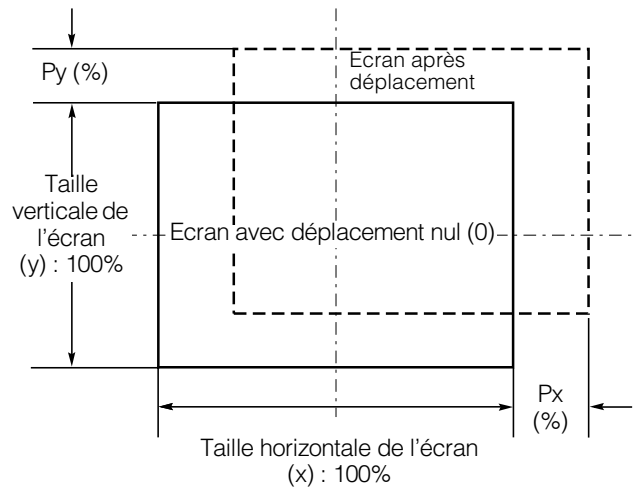 Py (%)
Ecran après
déplacement
Taille
verticale de
l'écran
(y) : 100%
Ecran avec déplacement nul (0)
Px
(%)
Taille horizontale de l'écran
(x) : 100%